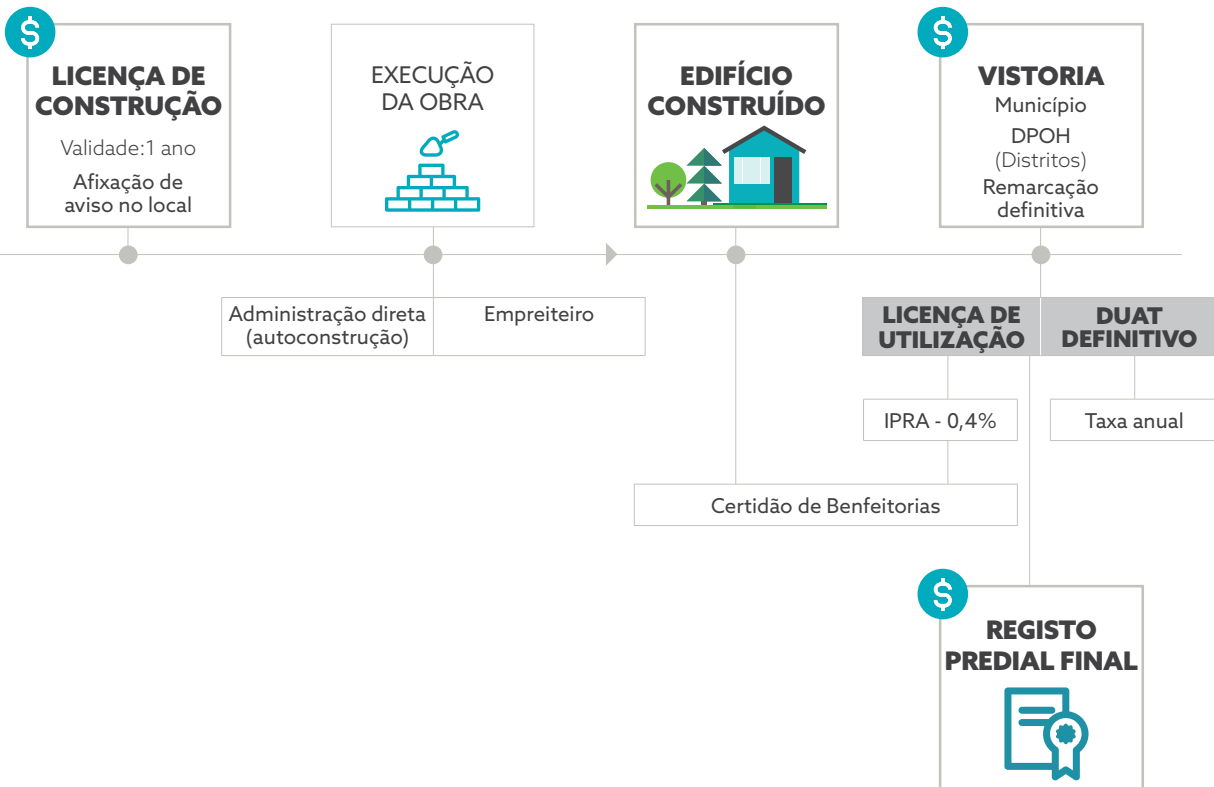 $
LICENÇA DE
CONSTRUÇÃO
Validade:1 ano
Afixação de
aviso no local
EXECUÇÃO
DA OBRA
EDIFÍCIO
CONSTRUÍDO
$
VISTORIA
Município
DPOH
(Distritos)
Remarcação
definitiva
Administração direta
(autoconstrução)
Empreiteiro
LICENÇA DE
UTILIZAÇÃO
DUAT
DEFINITIVO
IPRA - 0,4%
Taxa anual
Certidão de Benfeitorias
$
REGISTO
PREDIAL FINAL